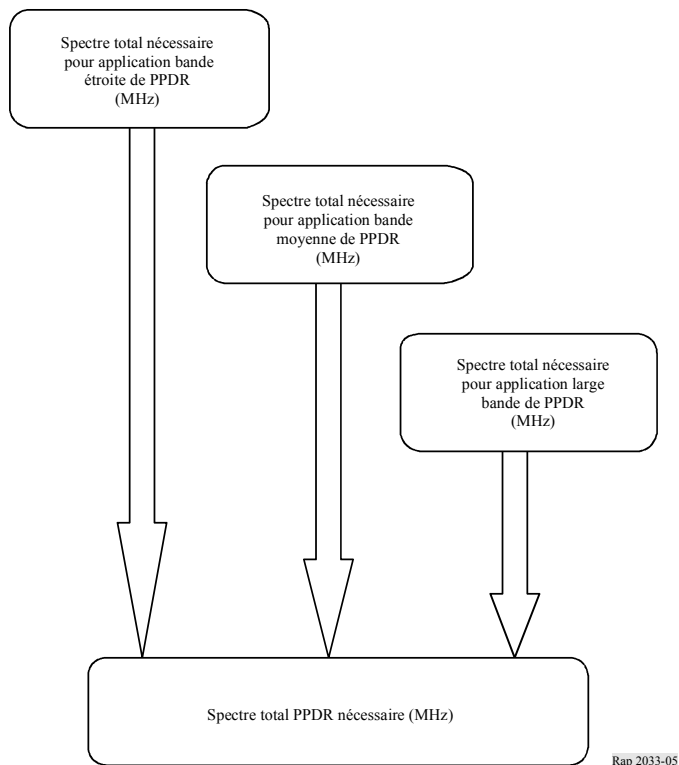 Spectre total nécessaire
pour application bande
étroite de PPDR
(MHz)
Spectre total nécessaire
pour application bande
moyenne de PPDR
(MHz)
Spectre total nécessaire
pour application large
bande de PPDR
(MHz)
Spectre total PPDR nécessaire (MHz)
Rap 2033-05